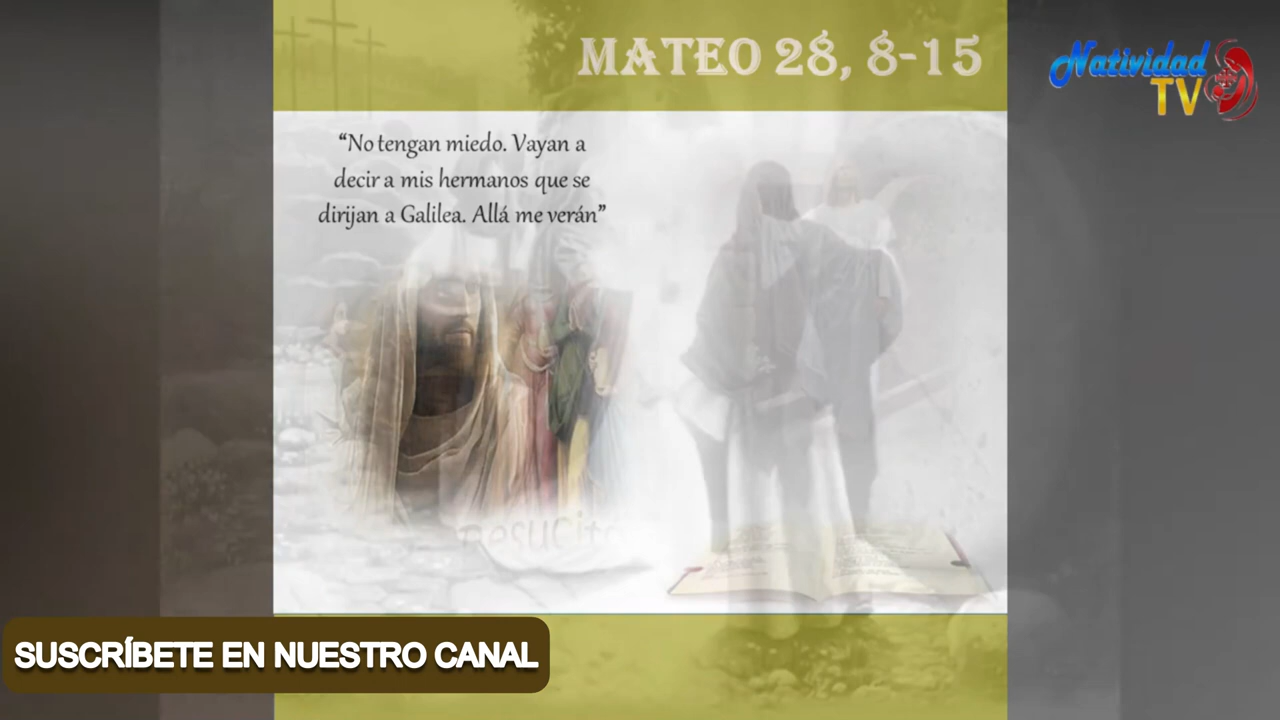 MATEO 28, 8-15
Natividad
TV
“No tengan miedo. Vayan a
decir a mis hermanos que se
dirijan a Galilea. Allá me verán”
Resucitó
SUSCRÍBETE EN NUESTRO CANAL